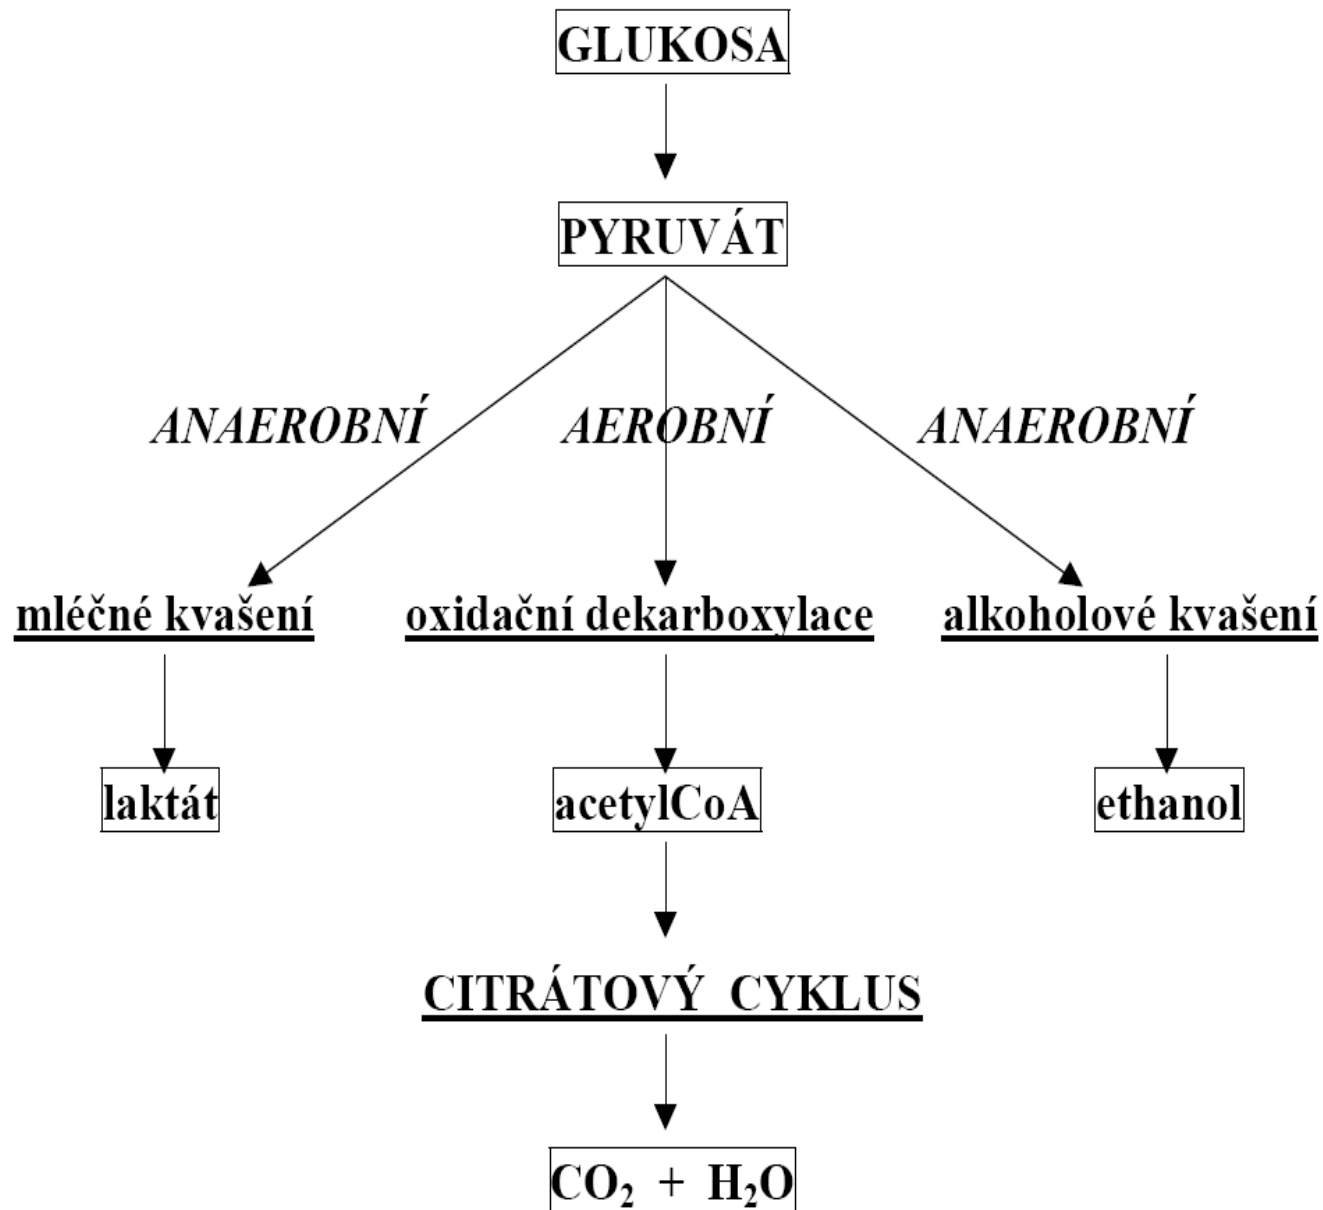 GLUKOSA
PYRUVÁT
ANAEROBNÍ AEROBNÍ ANAEROBNÍ
mléčné kvašení oxidační dekarboxylace alkoholové kvašení
laktát acetylCoA ethanol
CITRÁTOVÝ CYKLUS
CO₂ + H₂O